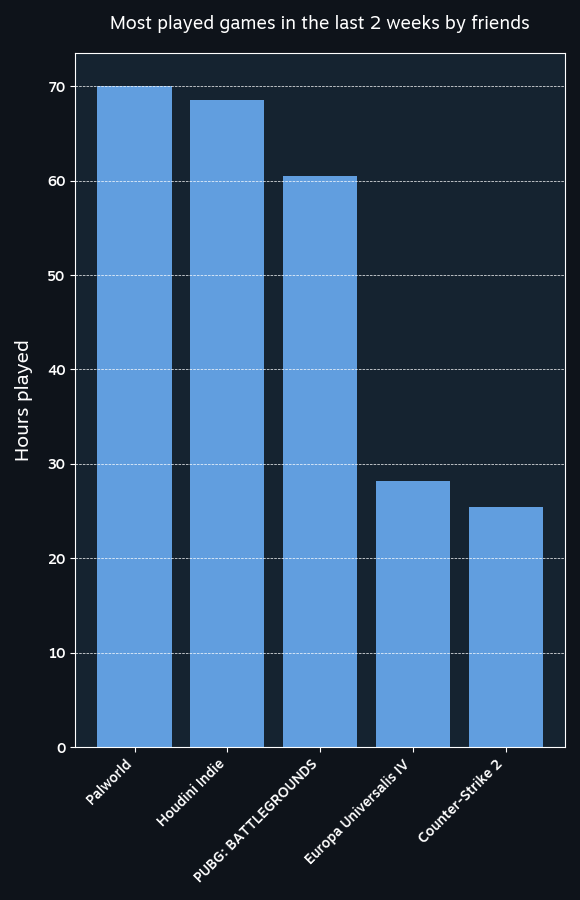 Most played games in the last 2 weeks by friends
Hours played
70
60
50
40
30
20
10
0
Palworld
Houdini Indie
PUBG: BATTLEGROUNDS
Europa Universalis IV
Counter-Strike 2